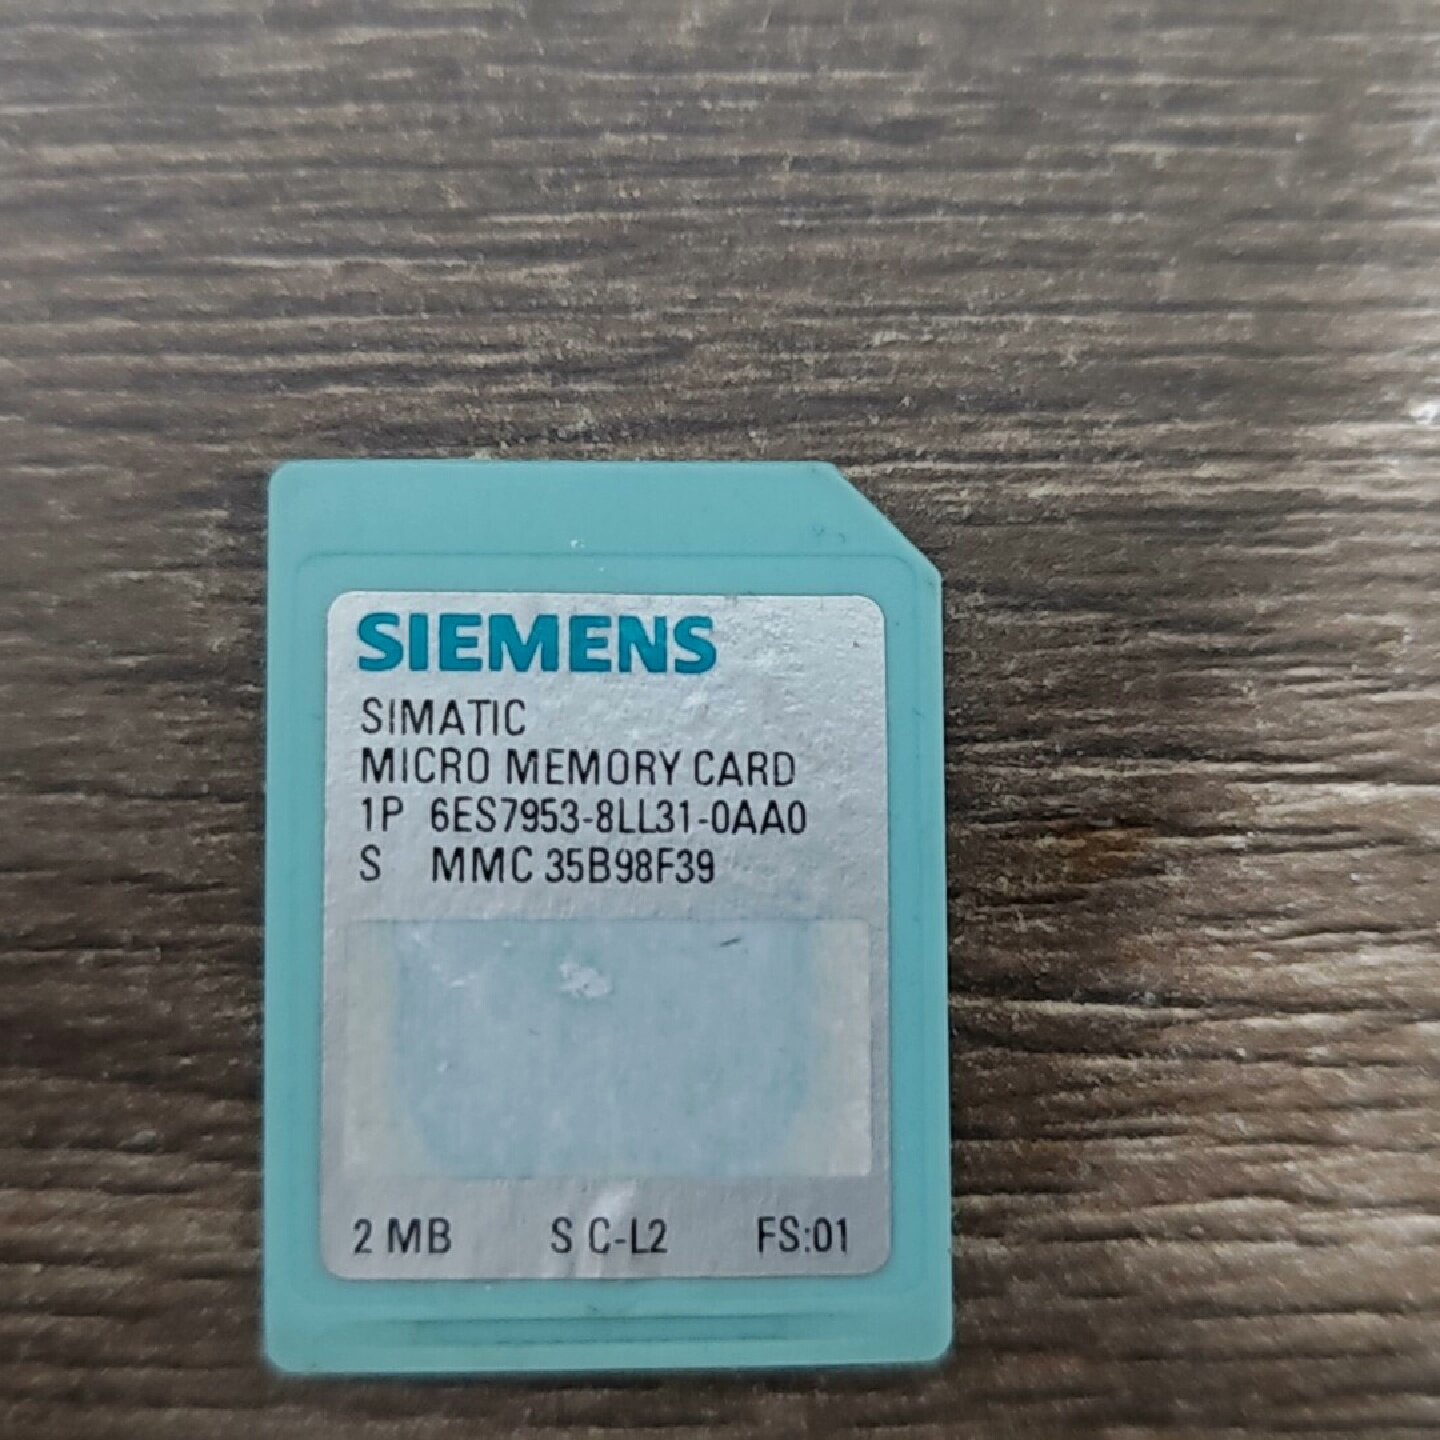 SIEMENS
SIMATIC
MICRO MEMORY CARD
1P 6ES7953-8LL31-0AA0
S MMC 35B98F39
2 MB S C-L2 FS:01